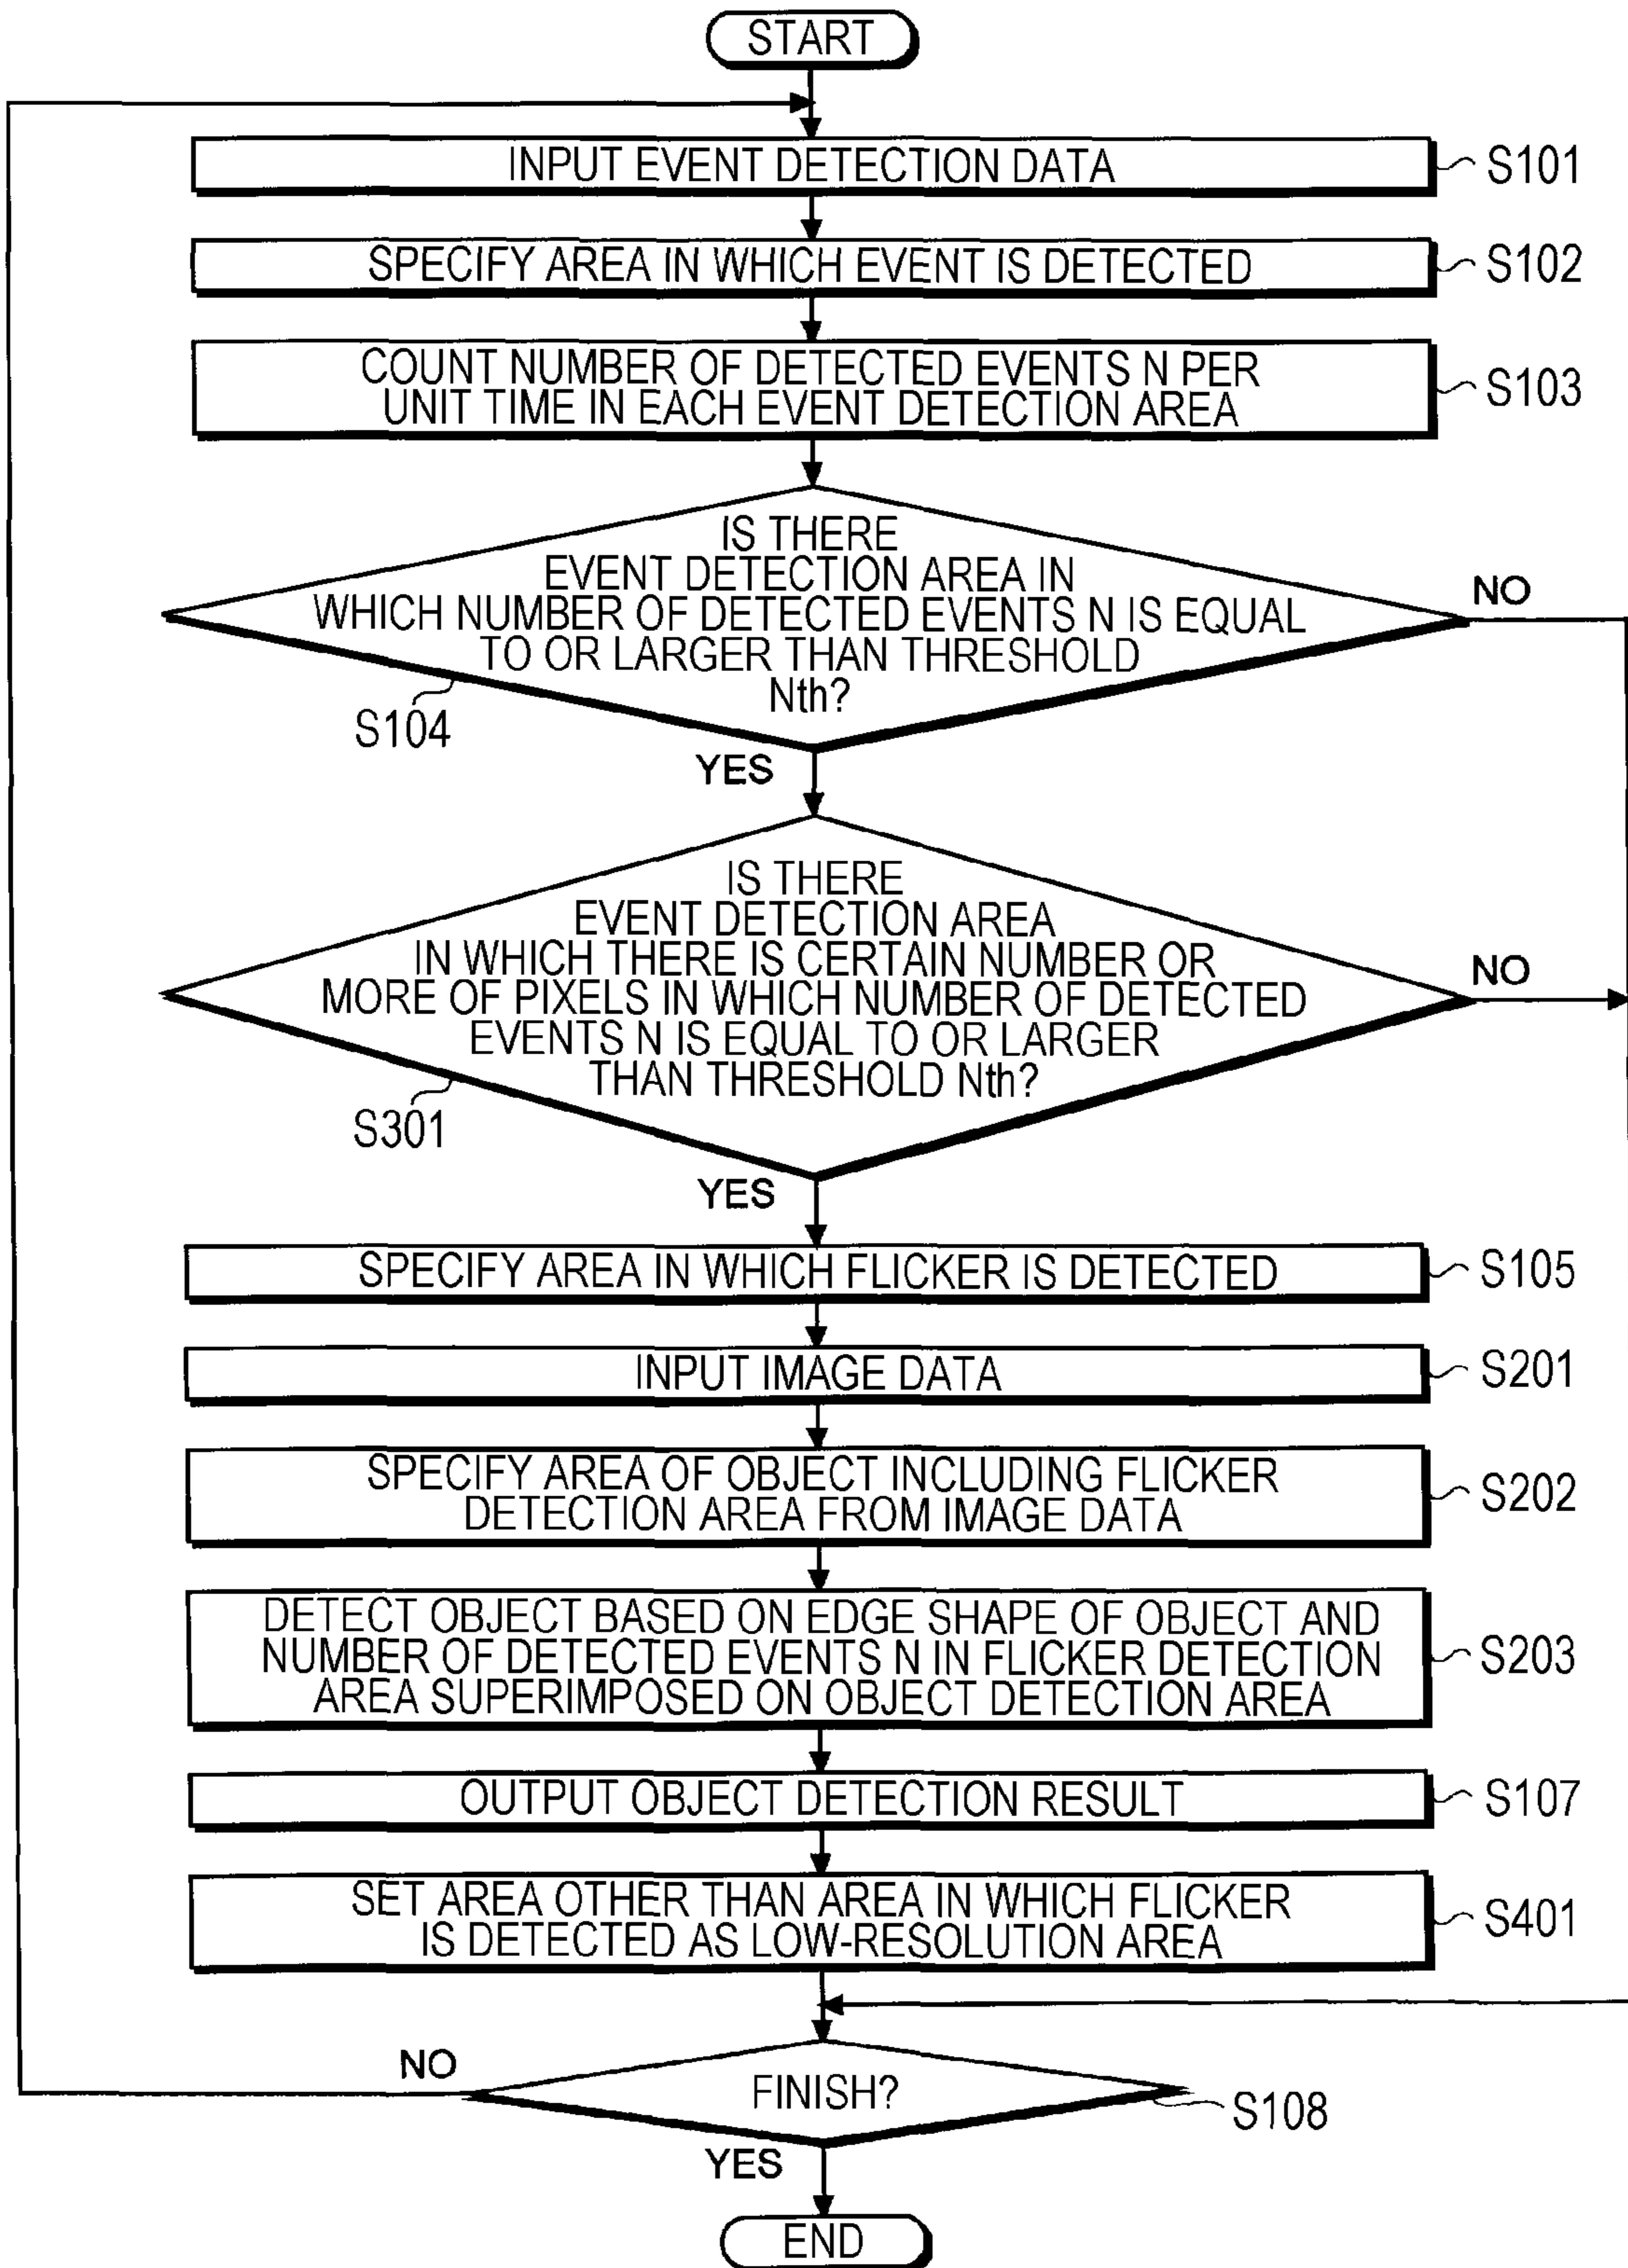 START
INPUT EVENT DETECTION DATA
S101
SPECIFY AREA IN WHICH EVENT IS DETECTED
S102
COUNT NUMBER OF DETECTED EVENTS N PER
UNIT TIME IN EACH EVENT DETECTION AREA
S103
IS THERE
EVENT DETECTION AREA IN
WHICH NUMBER OF DETECTED EVENTS N IS EQUAL
TO OR LARGER THAN THRESHOLD
Nth?
NO
S104
YES
IS THERE
EVENT DETECTION AREA
IN WHICH THERE IS CERTAIN NUMBER OR
MORE OF PIXELS IN WHICH NUMBER OF DETECTED
EVENTS N IS EQUAL TO OR LARGER
THAN THRESHOLD Nth?
NO
S301
YES
SPECIFY AREA IN WHICH FLICKER IS DETECTED
S105
INPUT IMAGE DATA
S201
SPECIFY AREA OF OBJECT INCLUDING FLICKER
DETECTION AREA FROM IMAGE DATA
S202
DETECT OBJECT BASED ON EDGE SHAPE OF OBJECT AND
NUMBER OF DETECTED EVENTS N IN FLICKER DETECTION
AREA SUPERIMPOSED ON OBJECT DETECTION AREA
S203
OUTPUT OBJECT DETECTION RESULT
S107
SET AREA OTHER THAN AREA IN WHICH FLICKER
IS DETECTED AS LOW-RESOLUTION AREA
S401
NO
FINISH?
S108
YES
END